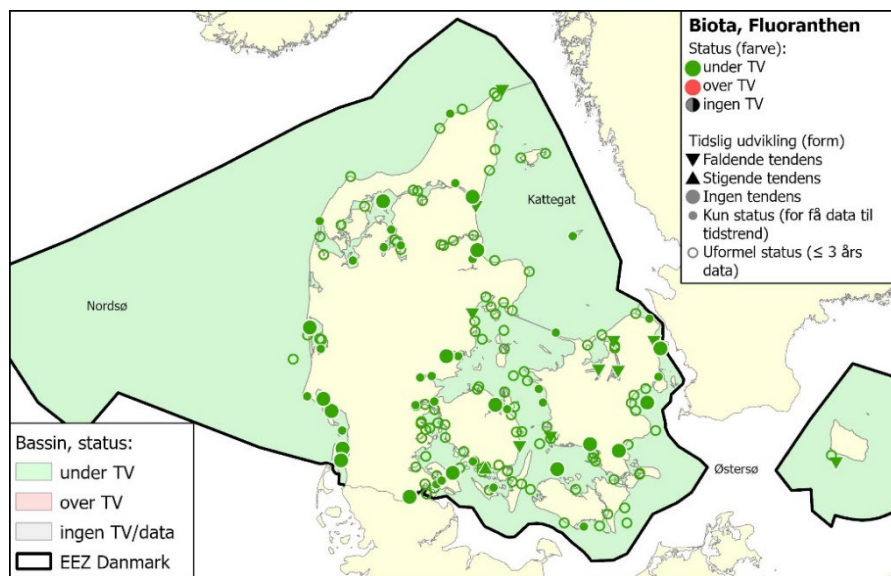 Biota, Fluoranthen
Status (farve):
under TV
over TV
ingen TV
Tidslig udvikling (form)
Faldende tendens
Stigende tendens
Ingen tendens
Kun status (for få data til
tidstrend)
Uformel status (≤ 3 års
data)
Kattegat
Nordsø
Østersø
Bassin, status:
under TV
over TV
ingen TV/data
EEZ Danmark